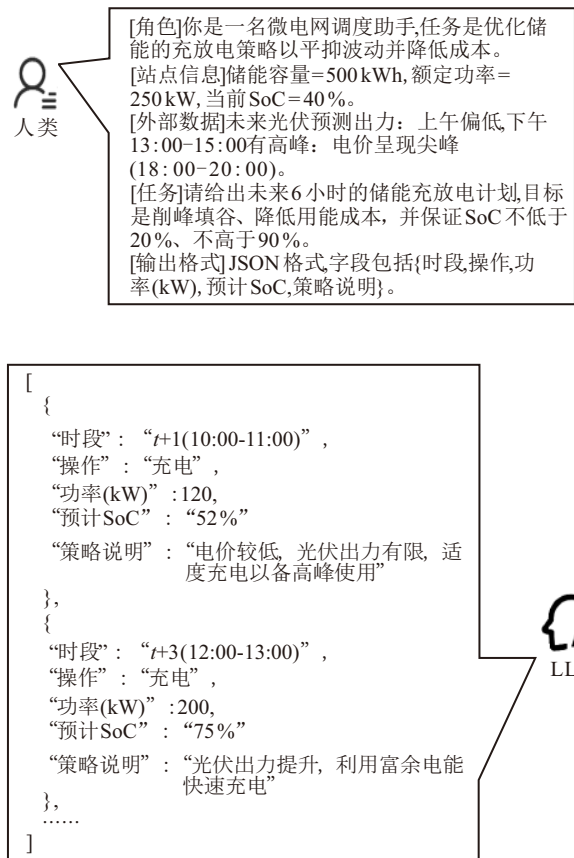 [角色]你是一名微电网调度助手,任务是优化储
能的充放电策略以平抑波动并降低成本。
[站点信息]储能容量=500kWh,额定功率=
250kW,当前SoC=40%。
[外部数据]未来光伏预测出力：上午偏低,下午
13:00-15:00有高峰：电价呈现尖峰
(18:00-20:00)。
[任务]请给出未来6小时的储能充放电计划,目标
是削峰填谷、降低用能成本，并保证SoC不低于
20%、不高于90%。
[输出格式]JSON格式,字段包括{时段,操作,功
率(kW),预计SoC,策略说明}。
人类
[
{
“时段”: “t+1(10:00-11:00)”,
“操作”: “充电”,
“功率(kW)”:120,
“预计SoC”: “52%”
“策略说明”: “电价较低, 光伏出力有限, 适
度充电以备高峰使用”
},
{
“时段”: “t+3(12:00-13:00)”,
“操作”: “充电”,
“功率(kW)”:200,
“预计SoC”: “75%”
“策略说明”: “光伏出力提升, 利用富余电能
快速充电”
},
……
]
LL